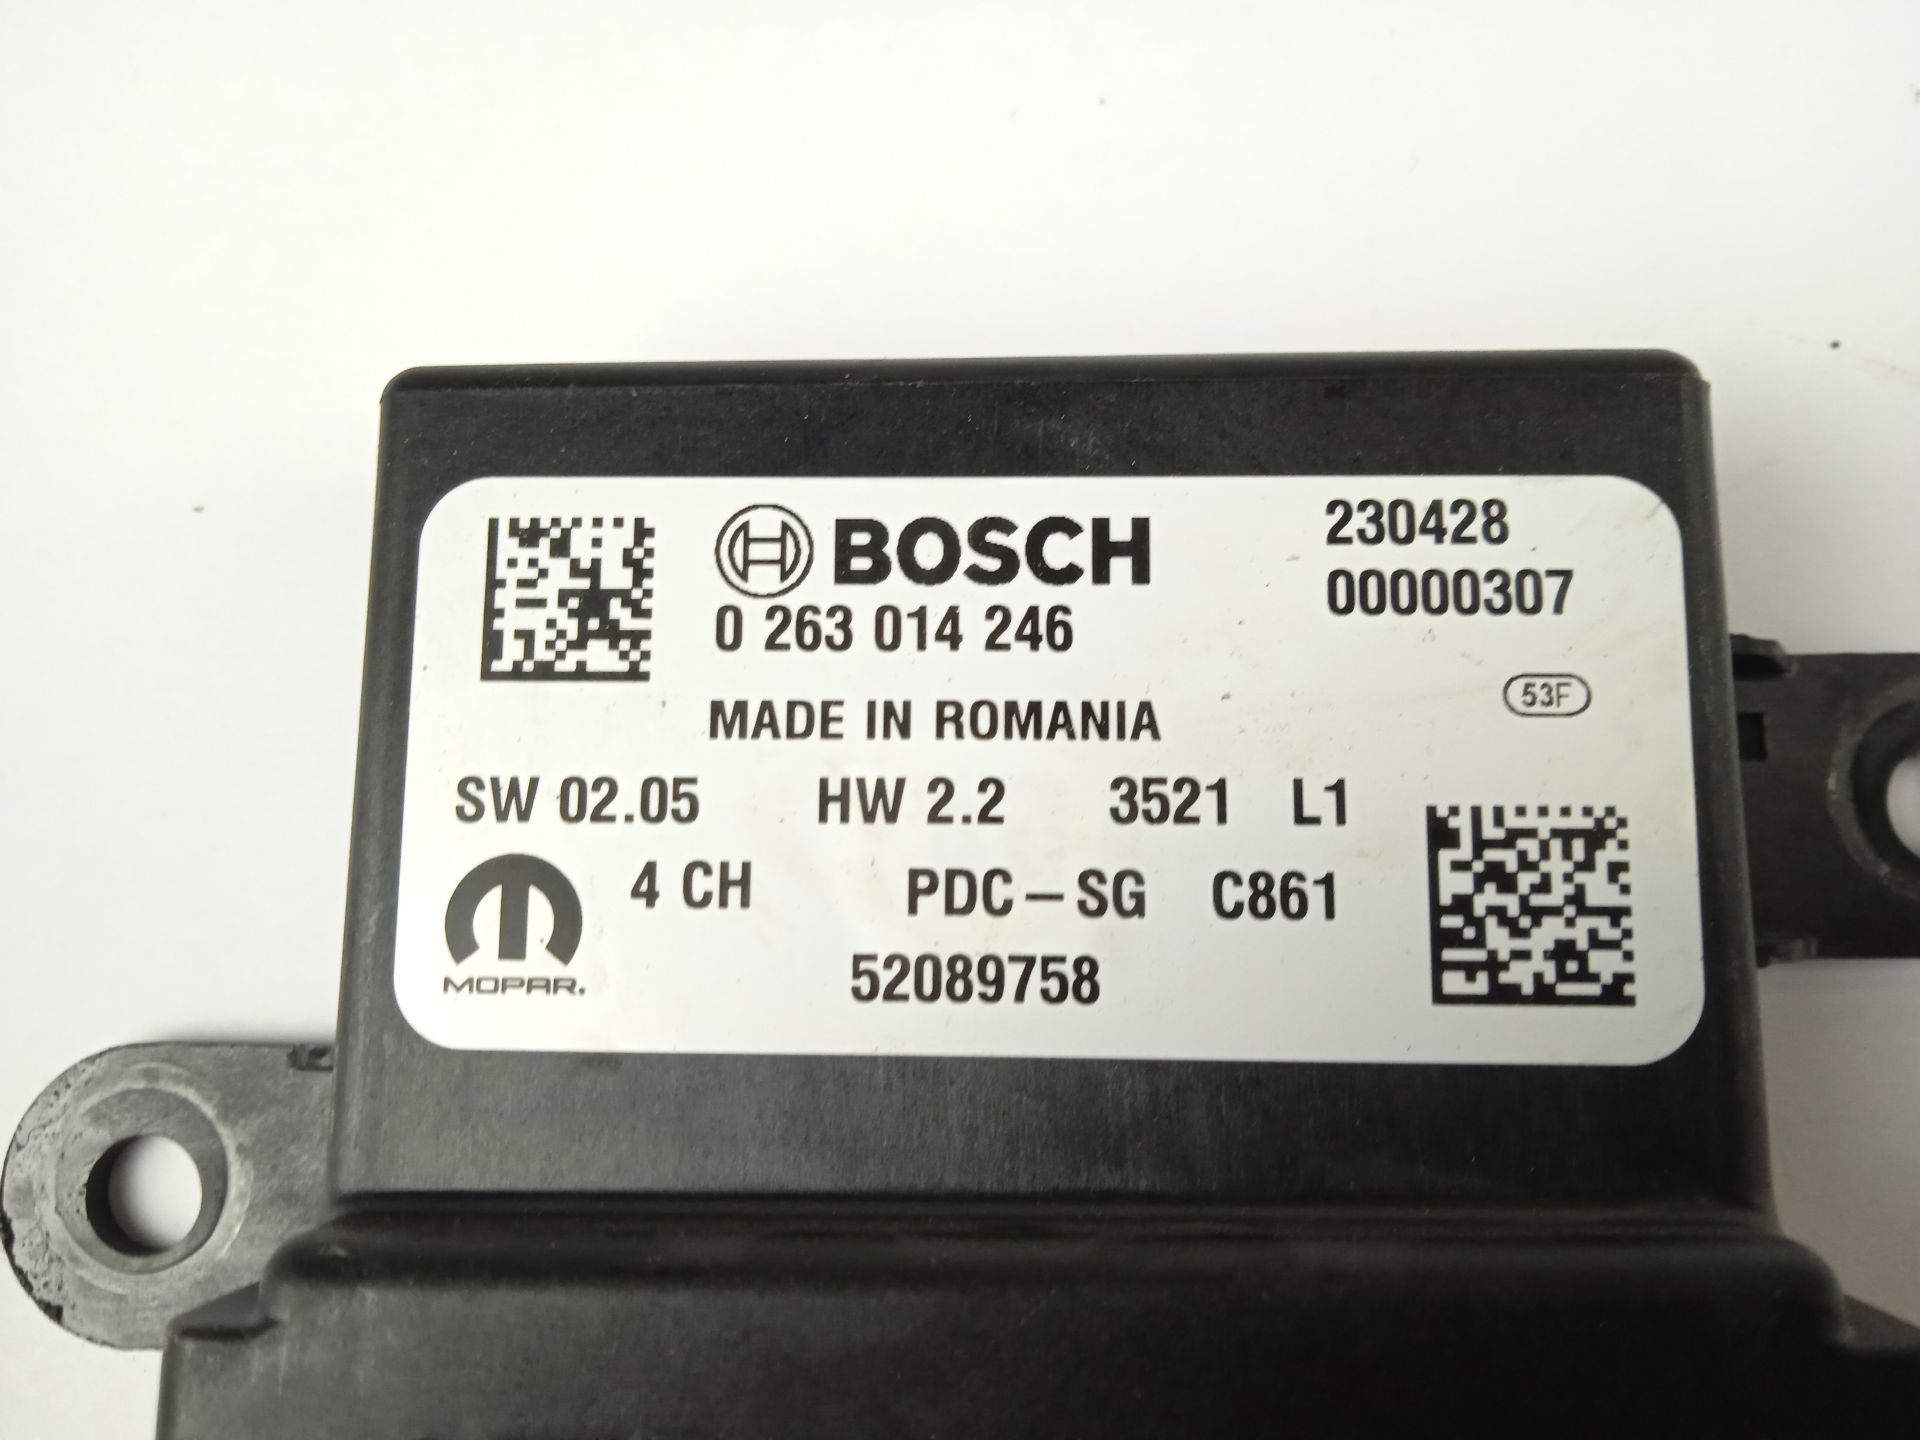 BOSCH
0 263 014 246
230428
00000307
53F
MADE IN ROMANIA
SW 02.05 HW 2.2 3521 L1
4 CH PDC-SG C861
MOPAR.
52089758